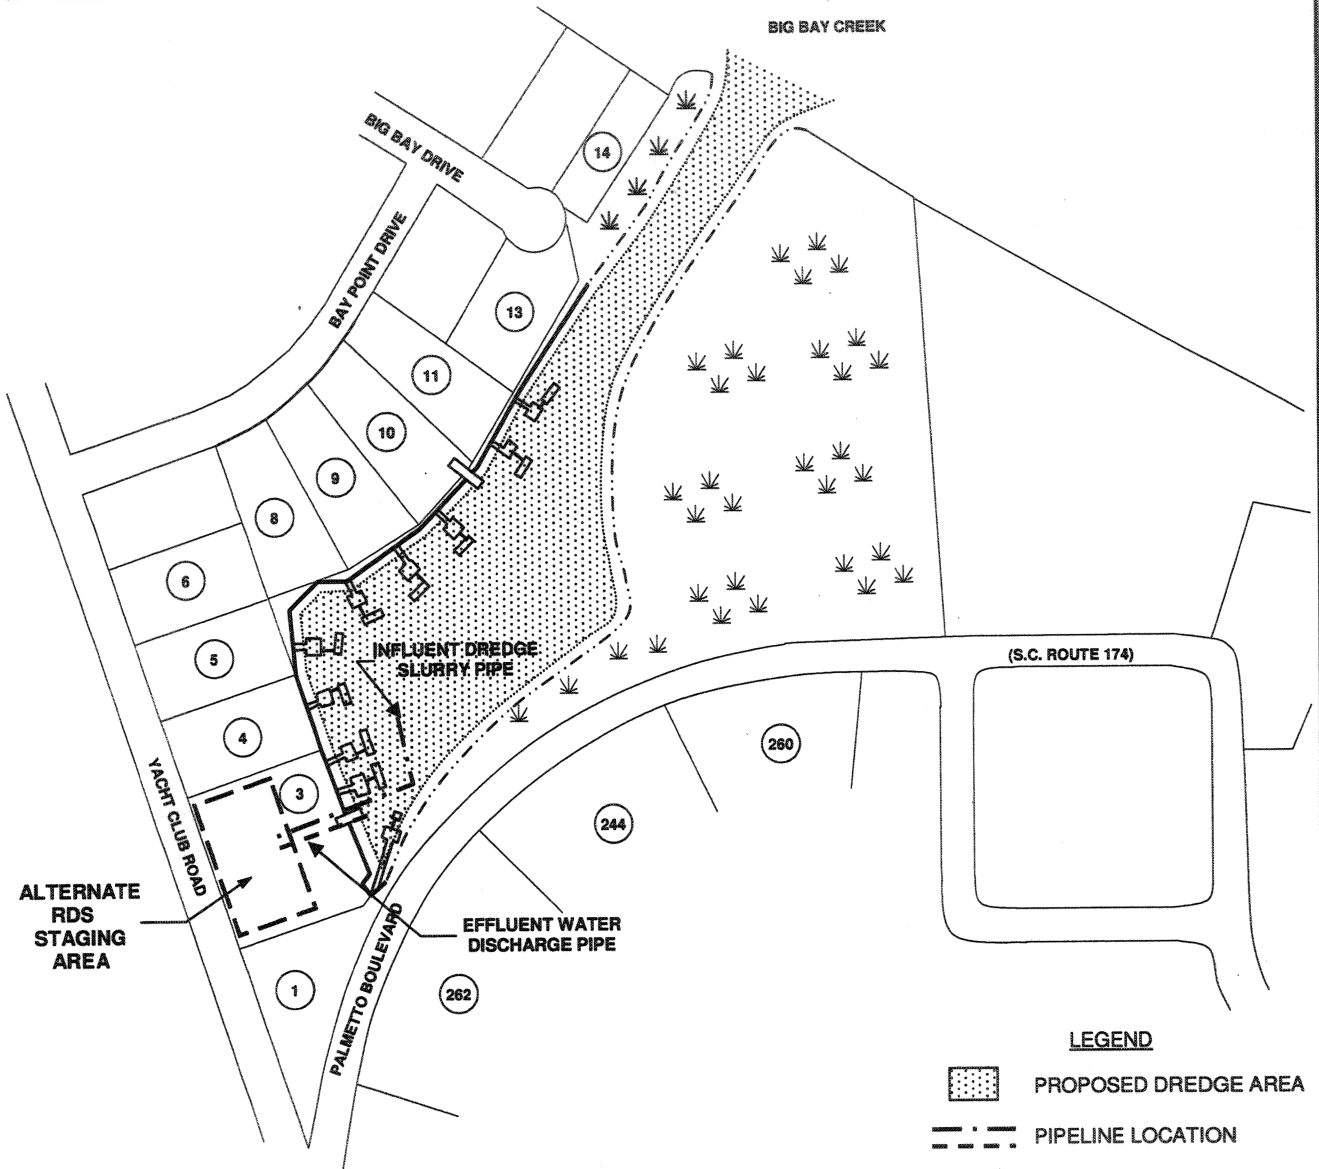 BIG BAY CREEK
BIG BAY DRIVE
14
BAY POINT DRIVE
13
11
10
9
8
6
5
4
3
INFLUENT DREDGE
SLURRY PIPE
(S.C. ROUTE 174)
260
244
YACHT CLUB ROAD
ALTERNATE
RDS
STAGING
AREA
EFFLUENT WATER
DISCHARGE PIPE
PALMETTO BOULEVARD
1
262
LEGEND
PROPOSED DREDGE AREA
PIPELINE LOCATION